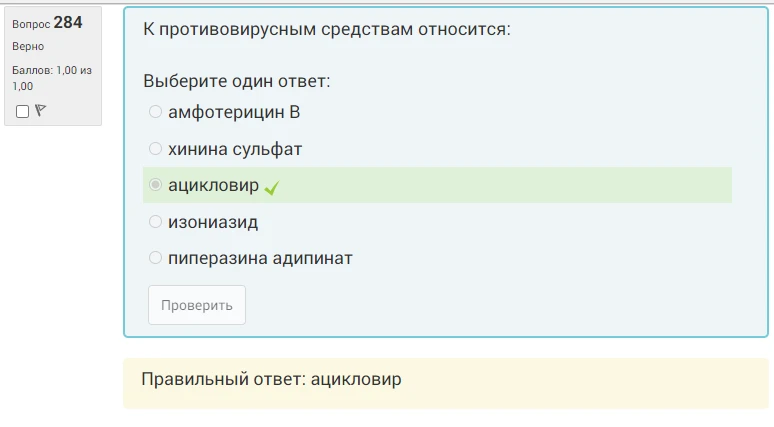 Вопрос 284
Верно
Баллов: 1,00 из
1,00
К противовирусным средствам относится:
Выберите один ответ:
амфотерицин В
хинина сульфат
ацикловир
изониазид
пиперазина адипинат
Проверить
Правильный ответ: ацикловир